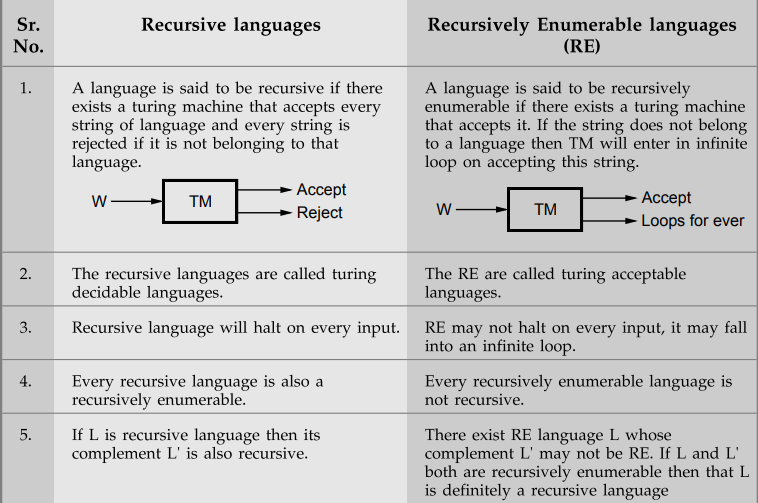 Sr.
No.
Recursive languages
Recursively Enumerable languages
(RE)
1.
A language is said to be recursive if there
exists a turing machine that accepts every
string of language and every string is
rejected if it is not belonging to that
language.
W
TM
Accept
Reject
A language is said to be recursively
enumerable if there exists a turing machine
that accepts it. If the string does not belong
to a language then TM will enter in infinite
loop on accepting this string.
W
TM
Accept
Loops for ever
2.
The recursive languages are called turing
decidable languages.
The RE are called turing acceptable
languages.
3.
Recursive language will halt on every input.
RE may not halt on every input, it may fall
into an infinite loop.
4.
Every recursive language is also a
recursively enumerable.
Every recursively enumerable language is
not recursive.
5.
If L is recursive language then its
complement L' is also recursive.
There exist RE language L whose
complement L' may not be RE. If L and L'
both are recursively enumerable then that L
is definitely a recursive language